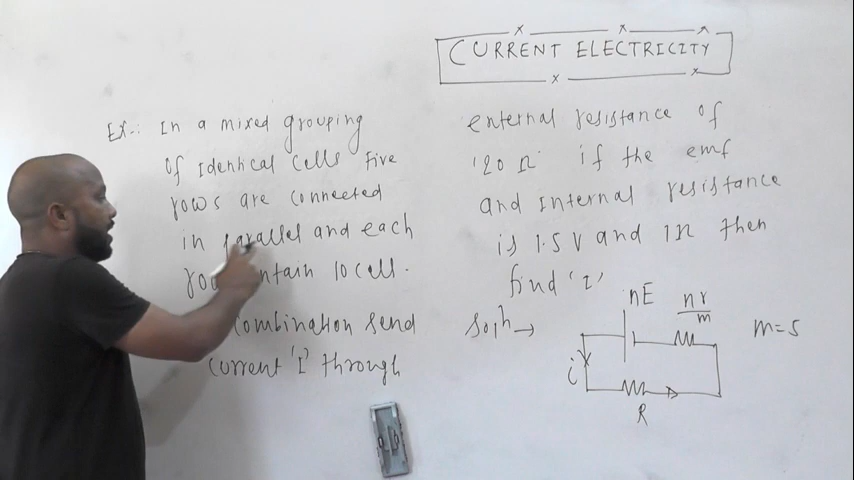 CURRENT ELECTRICITY
Ex:- In a mixed grouping
Of Identical Cells Five
rows are Connected
in parallel and each
contain 10 cell.
Combination send
Current 'I' through
external resistance of
'20 Ω' if the emf
and Internal resistance
is 1.5 V and 1Ω then
find 'I'
Solh →
nE
nr
m
m=5
i
R